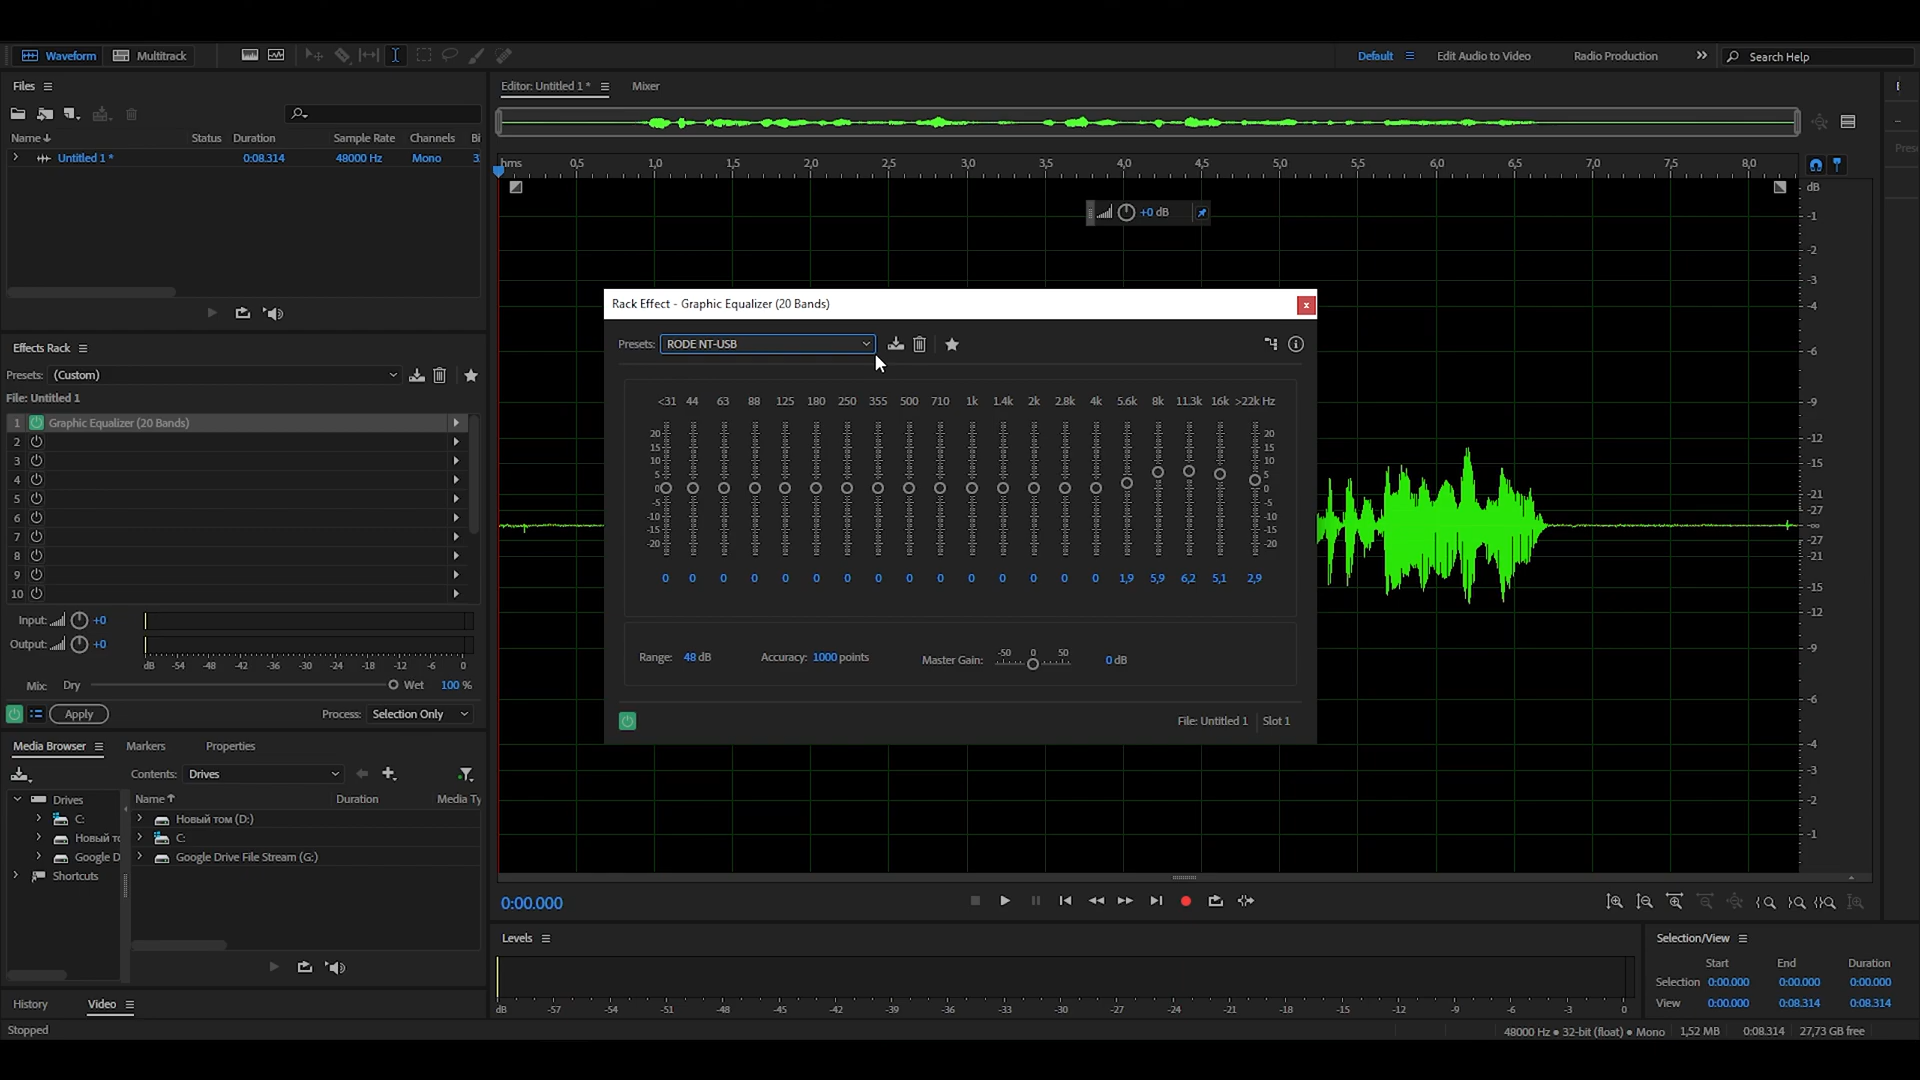 Waveform Multitrack Default Edit Audio to Video Radio Production Search Help
Files
Name Status Duration Sample Rate Channels Bi
Untitled 1 * 0:08.314 48000 Hz Mono 3
Effects Rack
Presets: (Custom)
File: Untitled 1
1 Graphic Equalizer (20 Bands)
2
3
4
5
6
7
8
9
10
Input: +0
Output: +0
dB -54 -48 -42 -36 -30 -24 -18 -12 -6 0
Mix: Dry Wet 100 %
Apply Process: Selection Only
Media Browser Markers Properties
Contents: Drives
Drives
C:
Новый то
Google D
Shortcuts
Name Duration Media Ty
Новый том (D:)
C:
Google Drive File Stream (G:)
History Video
Stopped
Editor: Untitled 1 * Mixer
hms 0,5 1,0 1,5 2,0 2,5 3,0 3,5 4,0 4,5 5,0 5,5 6,0 6,5 7,0 7,5 8,0
+0 dB
Rack Effect - Graphic Equalizer (20 Bands)
Presets: RODE NT-USB
<31 44 63 88 125 180 250 355 500 710 1k 1.4k 2k 2.8k 4k 5.6k 8k 11.3k 16k >22k Hz
20 20
15 15
10 10
5 5
0 0
-5 -5
-10 -10
-15 -15
-20 -20
0 0 0 0 0 0 0 0 0 0 0 0 0 0 0 1,9 5,9 6,2 5,1 2,9
Range: 48 dB Accuracy: 1000 points Master Gain: -50 0 50 0 dB
File: Untitled 1 Slot 1
dB
-1
-2
-3
-4
-6
-9
-12
-15
-21
-27
-∞
-27
-21
-15
-12
-9
-6
-4
-3
-2
-1
Prese
0:00.000
Levels
dB -57 -54 -51 -48 -45 -42 -39 -36 -33 -30 -27 -24 -21 -18 -15 -12 -9 -6 -3 0
Selection/View
Start End Duration
Selection 0:00.000 0:00.000 0:00.000
View 0:00.000 0:08.314 0:08.314
48000 Hz • 32-bit (float) • Mono 1,52 MB 0:08.314 27,73 GB free